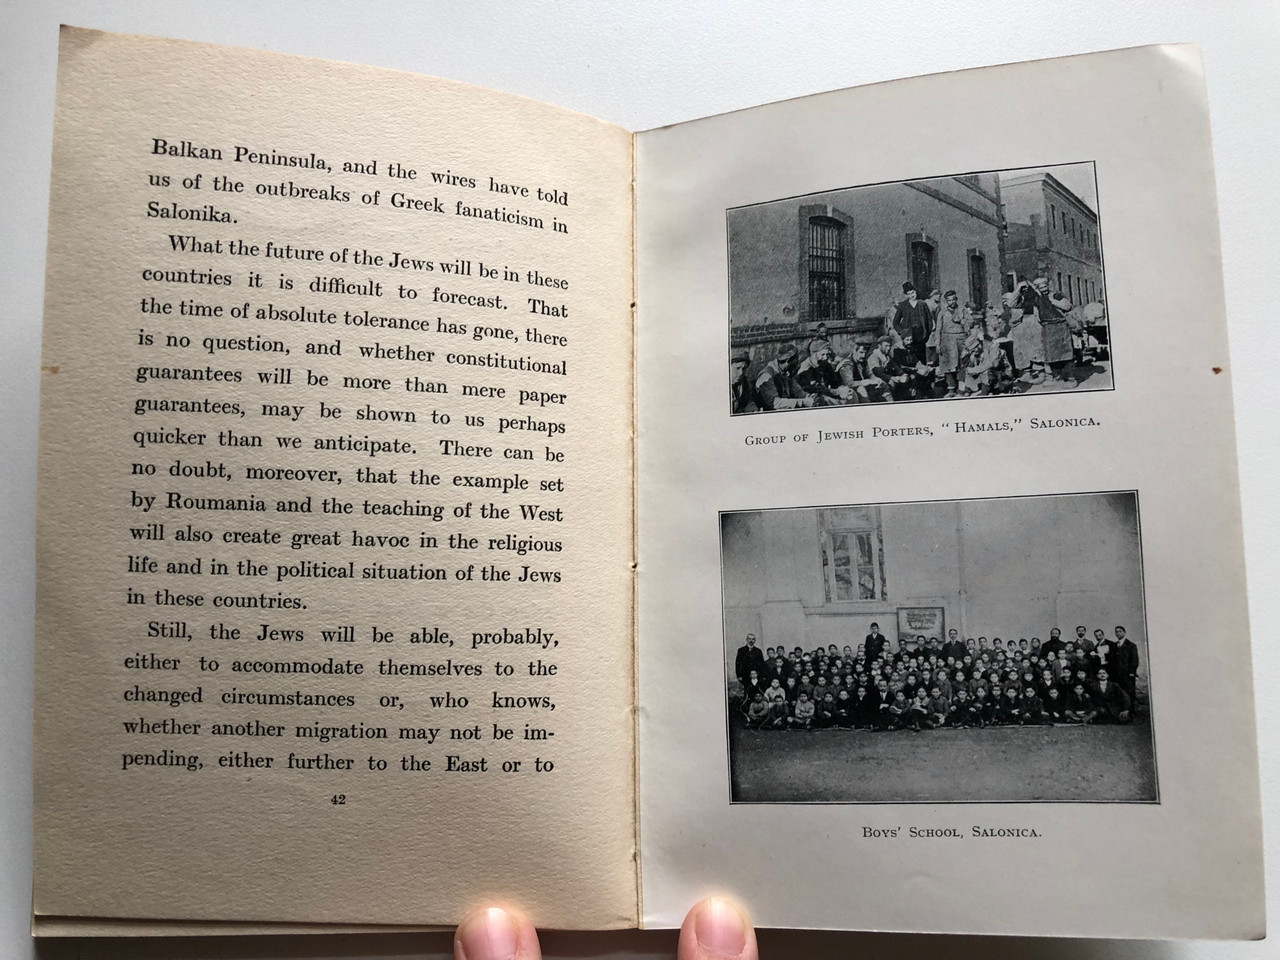 Balkan Peninsula, and the wires have told
us of the outbreaks of Greek fanaticism in
Salonika.
What the future of the Jews will be in these
countries it is difficult to forecast. That
the time of absolute tolerance has gone, there
is no question, and whether constitutional
guarantees will be more than mere paper
guarantees, may be shown to us perhaps
quicker than we anticipate. There can be
no doubt, moreover, that the example set
by Roumania and the teaching of the West
will also create great havoc in the religious
life and in the political situation of the Jews
in these countries.
Still, the Jews will be able, probably,
either to accommodate themselves to the
changed circumstances or, who knows,
whether another migration may not be im-
pending, either further to the East or to
42
Group of Jewish Porters, "Hamals," Salonica.
Boys' School, Salonica.